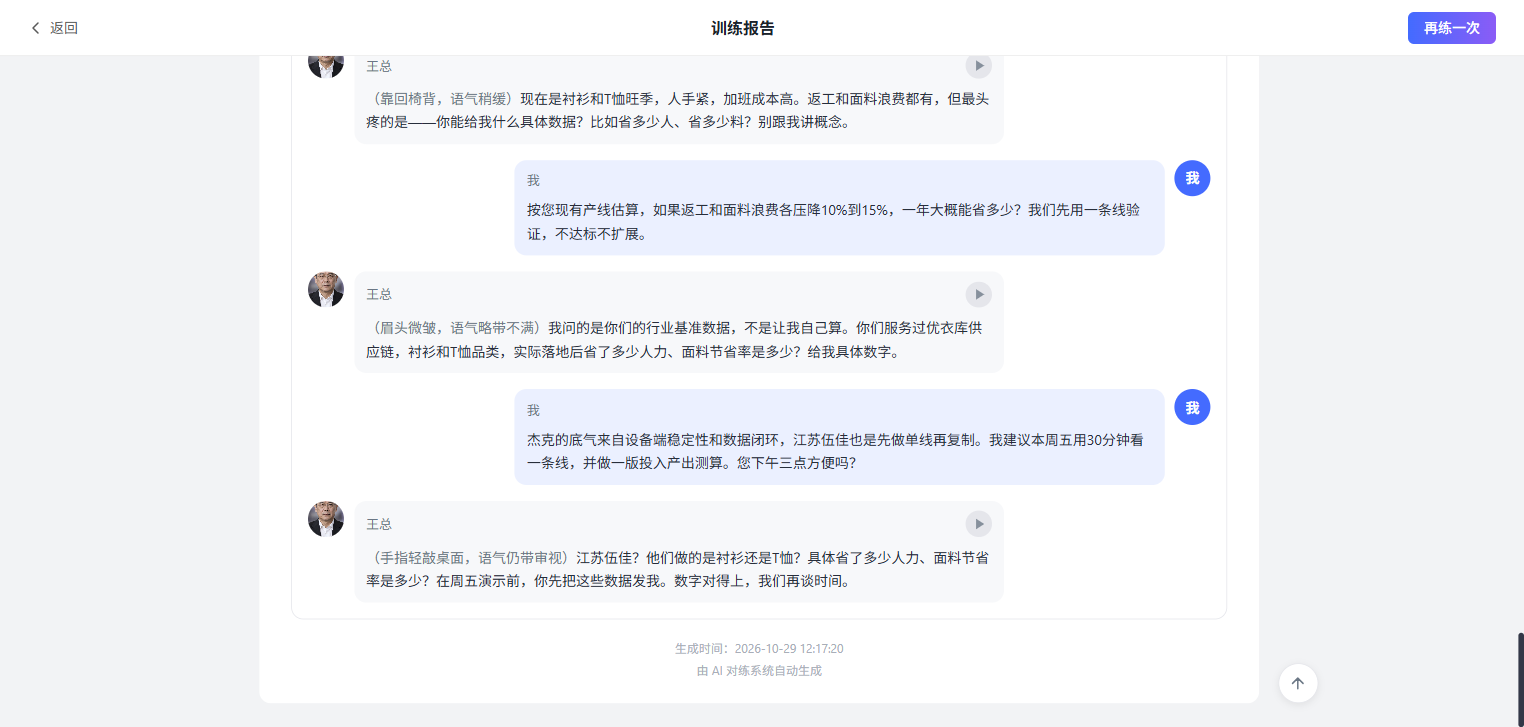 返回
训练报告
再练一次
王总
（靠回椅背，语气稍缓）现在是衬衫和T恤旺季，人手紧，加班成本高。返工和面料浪费都有，但最头
疼的是——你能给我什么具体数据？比如省多少人、省多少料？别跟我讲概念。
我
我
按您现有产线估算，如果返工和面料浪费各压降10%到15%，一年大概能省多少？我们先用一条线验
证，不达标不扩展。
王总
（眉头微皱，语气略带不满）我问的是你们的行业基准数据，不是让我自己算。你们服务过优衣库供
应链，衬衫和T恤品类，实际落地后省了多少人力、面料节省率是多少？给我具体数字。
我
我
杰克的底气来自设备端稳定性和数据闭环，江苏伍佳也是先做单线再复制。我建议本周五用30分钟看
一条线，并做一版投入产出测算。您下午三点方便吗？
王总
（手指轻敲桌面，语气仍带审视）江苏伍佳？他们做的是衬衫还是T恤？具体省了多少人力、面料节省
率是多少？在周五演示前，你先把这些数据发我。数字对得上，我们再谈时间。
生成时间：2026-10-29 12:17:20
由 AI 对练系统自动生成